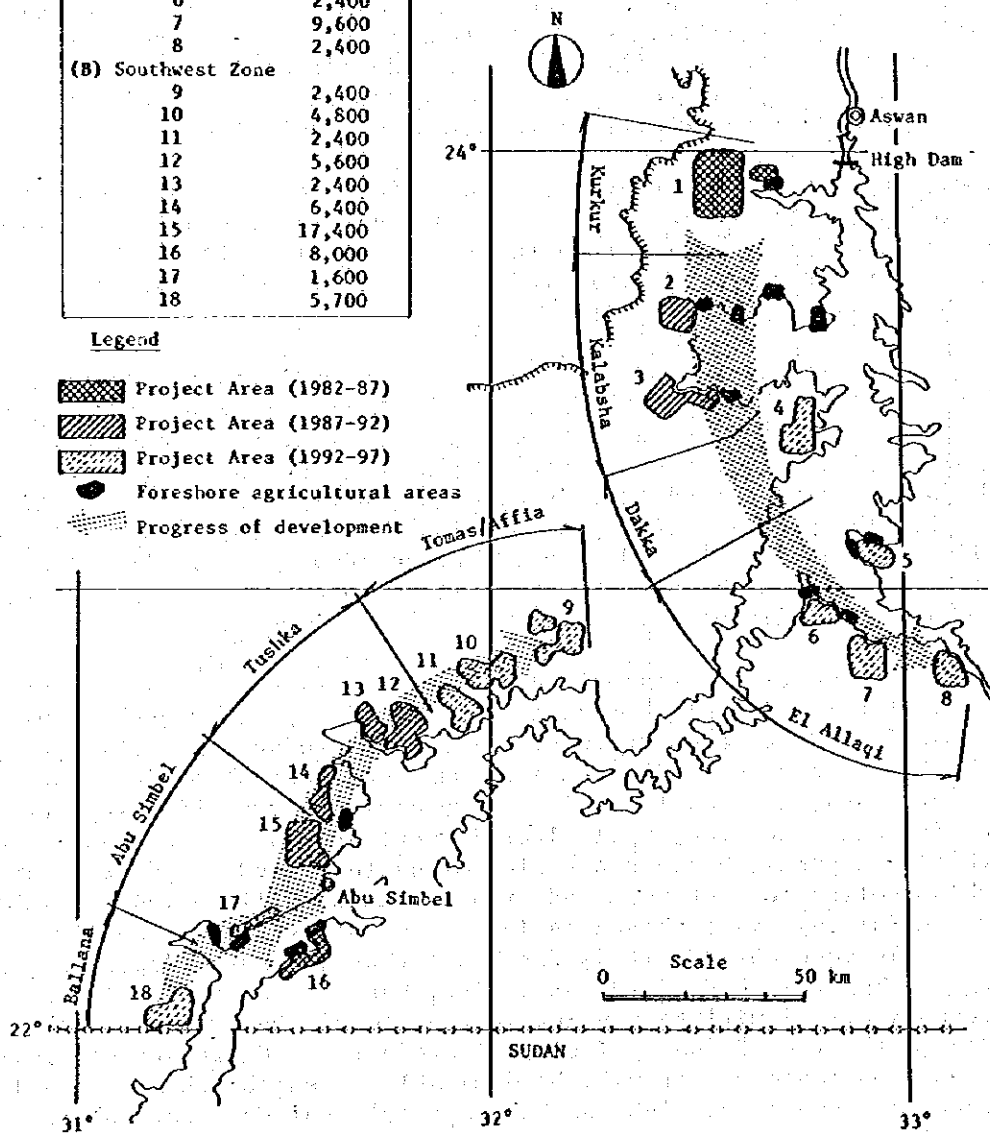 6 2,400
7 9,600
8 2,400
(B) Southwest Zone
9 2,400
10 4,800
11 2,400
12 5,600
13 2,400
14 6,400
15 17,400
16 8,000
17 1,600
18 5,700
Legend
Project Area (1982-87)
Project Area (1987-92)
Project Area (1992-97)
Foreshore agricultural areas
Progress of development
N
Aswan
High Dam
24°
Kurkur
1
2
Kalabsha
3
4
Dakka
5
6
7
8
El Allaqi
Tomas/Affia
9
10
11
Tushka
12
13
14
Abu Simbel
15
Abu Simbel
17
16
Ballana
18
Scale
0 50 km
22°
SUDAN
31° 32° 33°